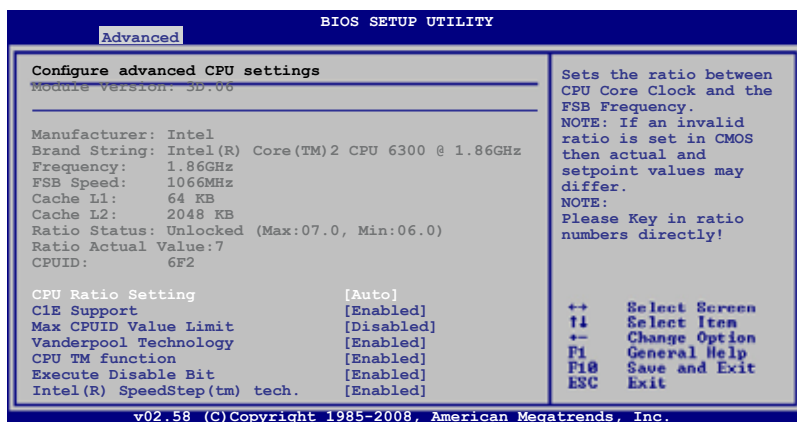 BIOS SETUP UTILITY
Advanced
Configure advanced CPU settings
Module Version: 3D.06
Manufacturer: Intel
Brand String: Intel(R) Core(TM)2 CPU 6300 @ 1.86GHz
Frequency: 1.86GHz
FSB Speed: 1066MHz
Cache L1: 64 KB
Cache L2: 2048 KB
Ratio Status: Unlocked (Max:07.0, Min:06.0)
Ratio Actual Value:7
CPUID: 6F2
CPU Ratio Setting [Auto]
C1E Support [Enabled]
Max CPUID Value Limit [Disabled]
Vanderpool Technology [Enabled]
CPU TM function [Enabled]
Execute Disable Bit [Enabled]
Intel(R) SpeedStep(tm) tech. [Enabled]
Sets the ratio between
CPU Core Clock and the
FSB Frequency.
NOTE: If an invalid
ratio is set in CMOS
then actual and
setpoint values may
differ.
NOTE:
Please Key in ratio
numbers directly!
↔ Select Screen
↑↓ Select Item
+- Change Option
F1 General Help
F10 Save and Exit
ESC Exit
v02.58 (C)Copyright 1985-2008, American Megatrends, Inc.